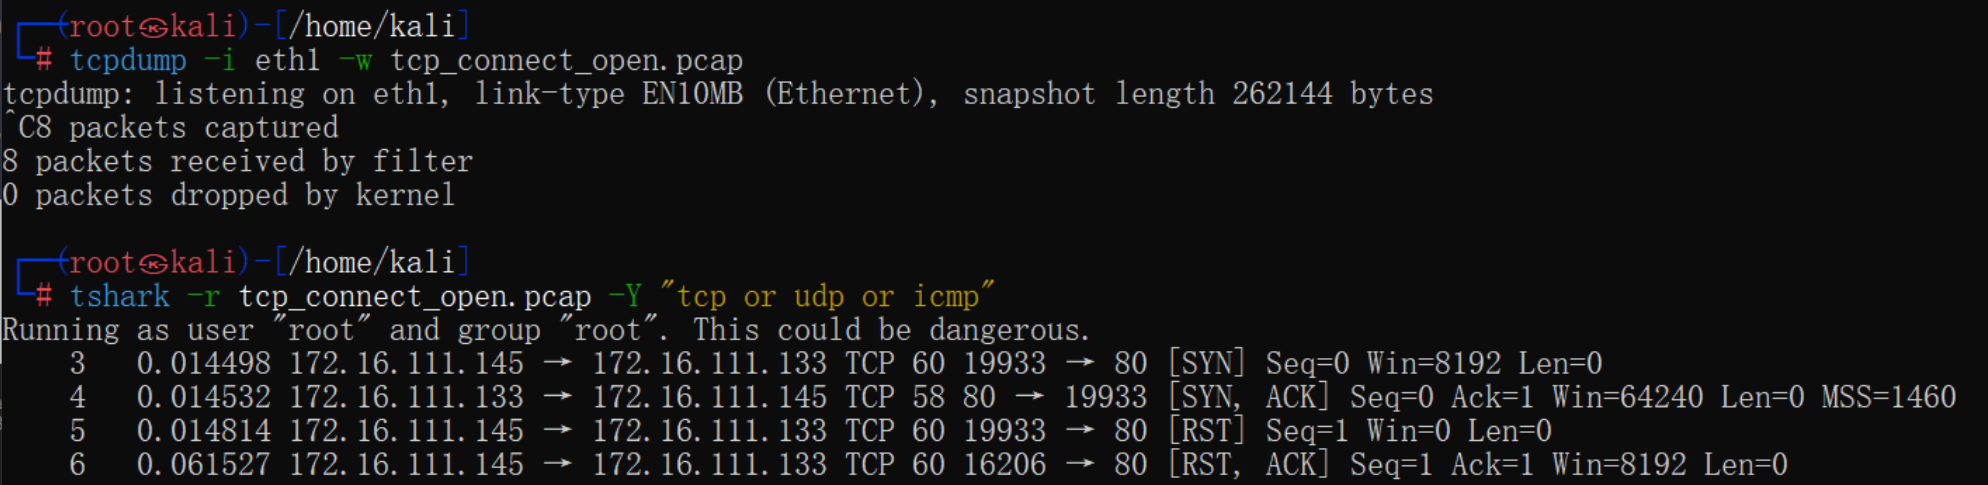 ┌──(root㉿kali)-[/home/kali]
└─# tcpdump -i eth1 -w tcp_connect_open.pcap
tcpdump: listening on eth1, link-type EN10MB (Ethernet), snapshot length 262144 bytes
^C8 packets captured
8 packets received by filter
0 packets dropped by kernel
┌──(root㉿kali)-[/home/kali]
└─# tshark -r tcp_connect_open.pcap -Y "tcp or udp or icmp"
Running as user "root" and group "root". This could be dangerous.
3 0.014498 172.16.111.145 → 172.16.111.133 TCP 60 19933 → 80 [SYN] Seq=0 Win=8192 Len=0
4 0.014532 172.16.111.133 → 172.16.111.145 TCP 58 80 → 19933 [SYN, ACK] Seq=0 Ack=1 Win=64240 Len=0 MSS=1460
5 0.014814 172.16.111.145 → 172.16.111.133 TCP 60 19933 → 80 [RST] Seq=1 Win=0 Len=0
6 0.061527 172.16.111.145 → 172.16.111.133 TCP 60 16206 → 80 [RST, ACK] Seq=1 Ack=1 Win=8192 Len=0